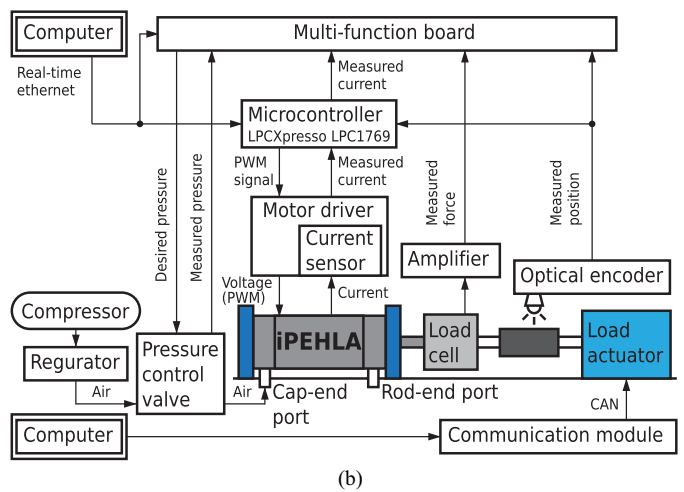 Computer
Multi-function board
Real-time
ethernet
Measured
current
Microcontroller
LPCXpresso LPC1769
PWM
signal
Measured
current
Desired pressure
Measured pressure
Measured
force
Measured
position
Motor driver
Current
sensor
Amplifier
Optical encoder
Voltage
(PWM)
Current
Compressor
Regurator
Air
Pressure
control
valve
Air
iPEHLA
Load
cell
Load
actuator
Cap-end
port
Rod-end port
CAN
Computer
Communication module
(b)